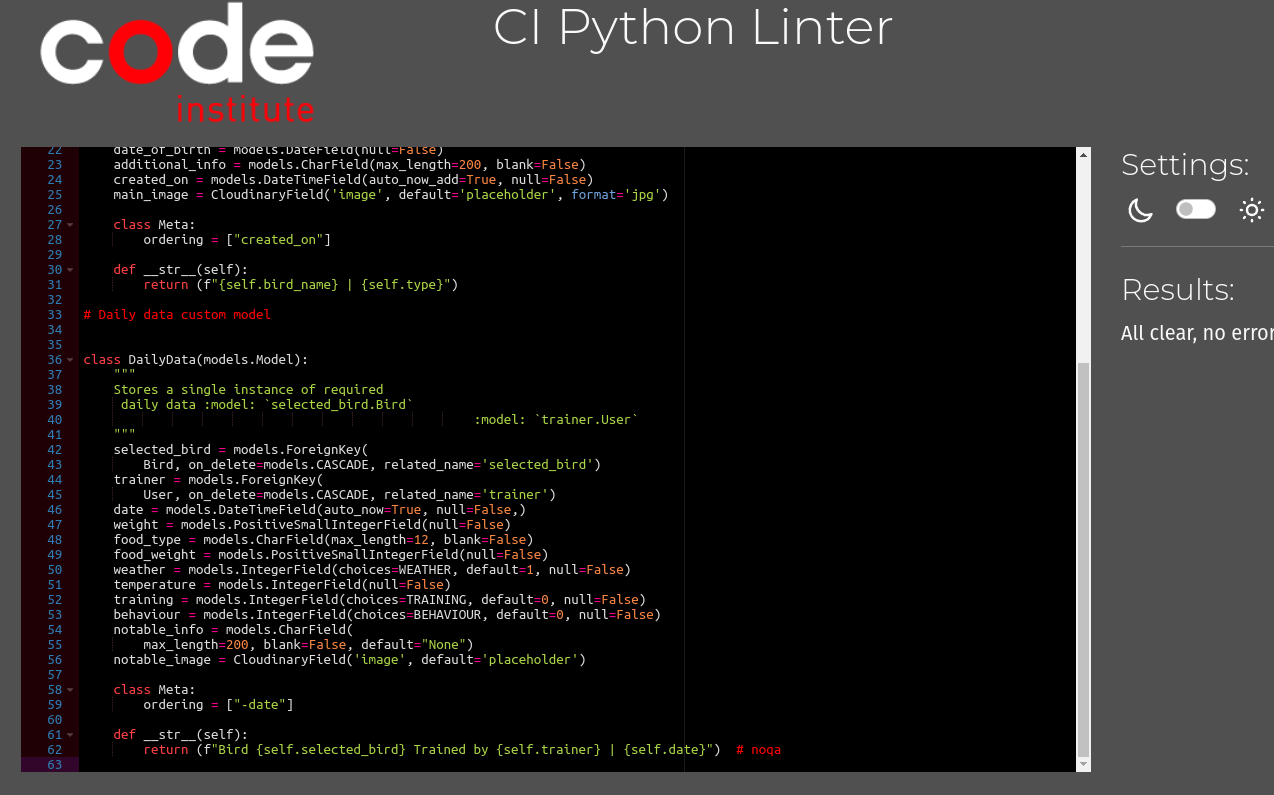 code
institute
CI Python Linter
22 date_of_birth = models.DateField(null=False)
23 additional_info = models.CharField(max_length=200, blank=False)
24 created_on = models.DateTimeField(auto_now_add=True, null=False)
25 main_image = CloudinaryField('image', default='placeholder', format='jpg')
26
27 class Meta:
28 ordering = ["created_on"]
29
30 def __str__(self):
31 return (f"{self.bird_name} | {self.type}")
32
33 # Daily data custom model
34
35
36 class DailyData(models.Model):
37 """
38 Stores a single instance of required
39 daily data :model: `selected_bird.Bird`
40 :model: `trainer.User`
41 """
42 selected_bird = models.ForeignKey(
43 Bird, on_delete=models.CASCADE, related_name='selected_bird')
44 trainer = models.ForeignKey(
45 User, on_delete=models.CASCADE, related_name='trainer')
46 date = models.DateTimeField(auto_now=True, null=False,)
47 weight = models.PositiveSmallIntegerField(null=False)
48 food_type = models.CharField(max_length=12, blank=False)
49 food_weight = models.PositiveSmallIntegerField(null=False)
50 weather = models.IntegerField(choices=WEATHER, default=1, null=False)
51 temperature = models.IntegerField(null=False)
52 training = models.IntegerField(choices=TRAINING, default=0, null=False)
53 behaviour = models.IntegerField(choices=BEHAVIOUR, default=0, null=False)
54 notable_info = models.CharField(
55 max_length=200, blank=False, default="None")
56 notable_image = CloudinaryField('image', default='placeholder')
57
58 class Meta:
59 ordering = ["-date"]
60
61 def __str__(self):
62 return (f"Bird {self.selected_bird} Trained by {self.trainer} | {self.date}")  # noqa
63
Settings:
Results:
All clear, no error